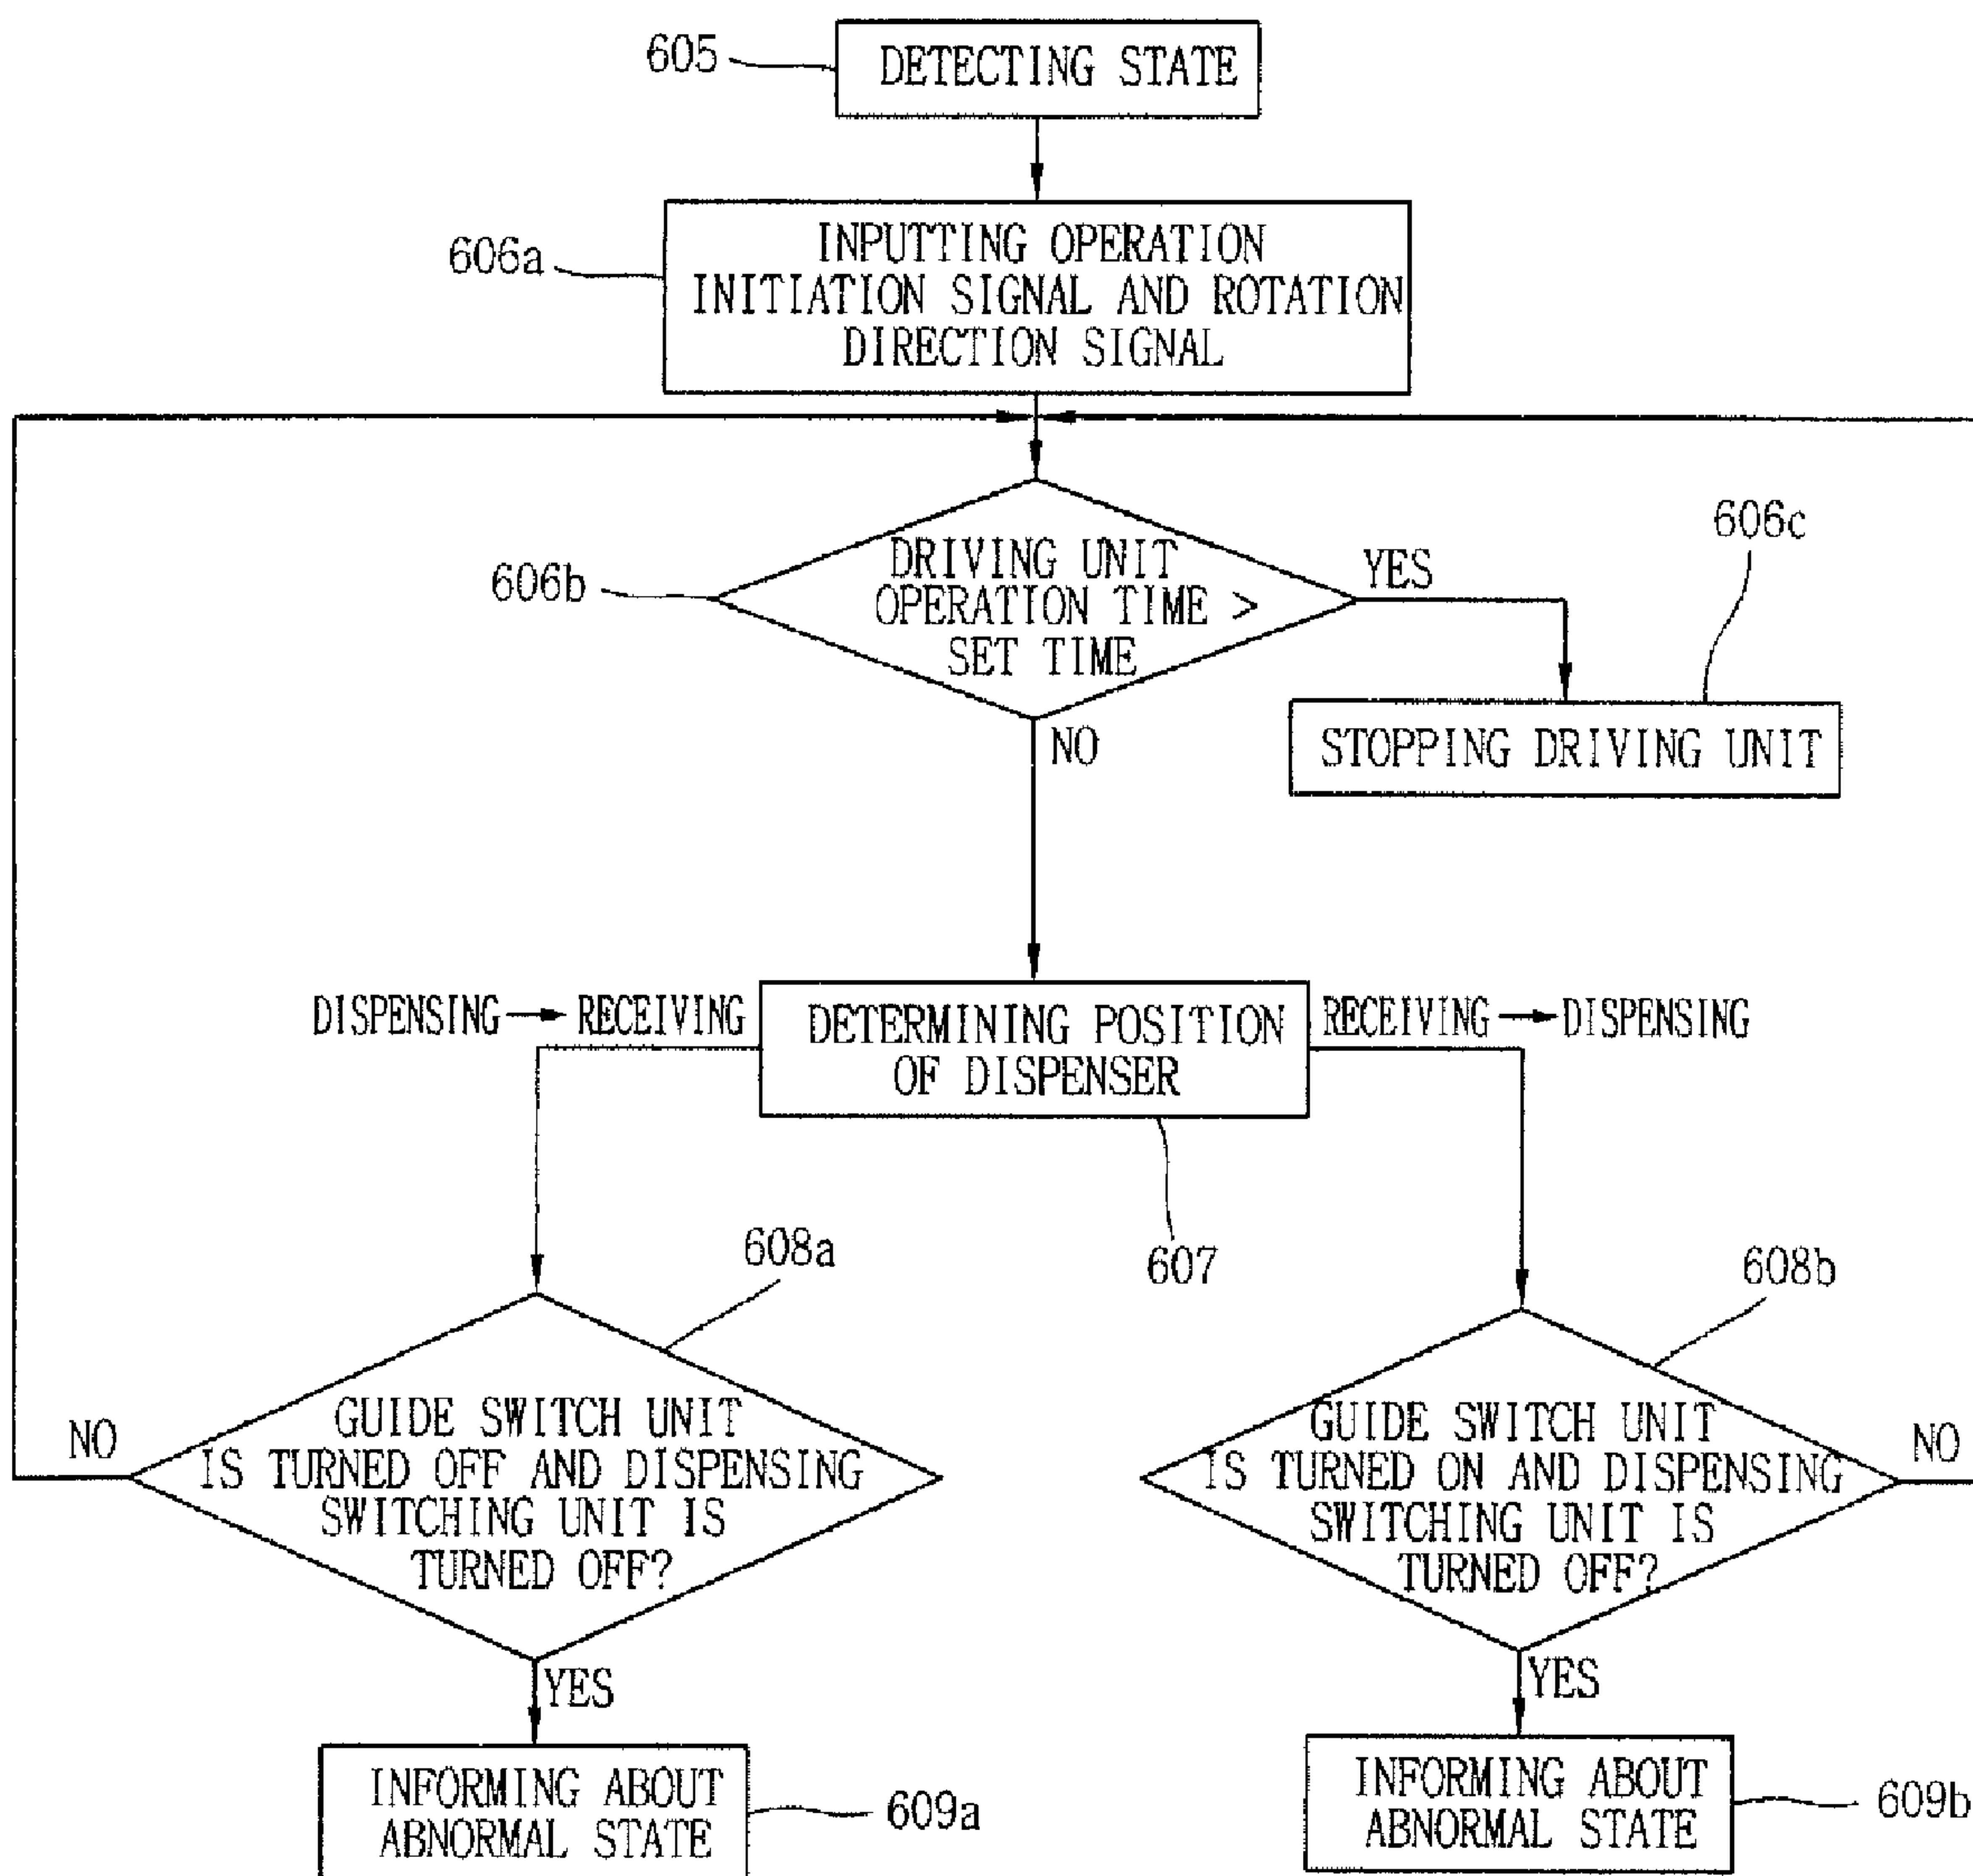 605
DETECTING STATE
606a
INPUTTING OPERATION
INITIATION SIGNAL AND ROTATION
DIRECTION SIGNAL
606b
DRIVING UNIT
OPERATION TIME >
SET TIME
YES
606c
STOPPING DRIVING UNIT
NO
DISPENSING → RECEIVING
DETERMINING POSITION
OF DISPENSER
RECEIVING → DISPENSING
607
608a
608b
NO
GUIDE SWITCH UNIT
IS TURNED OFF AND DISPENSING
SWITCHING UNIT IS
TURNED OFF?
GUIDE SWITCH UNIT
IS TURNED ON AND DISPENSING
SWITCHING UNIT IS
TURNED OFF?
NO
YES
YES
INFORMING ABOUT
ABNORMAL STATE
609a
INFORMING ABOUT
ABNORMAL STATE
609b